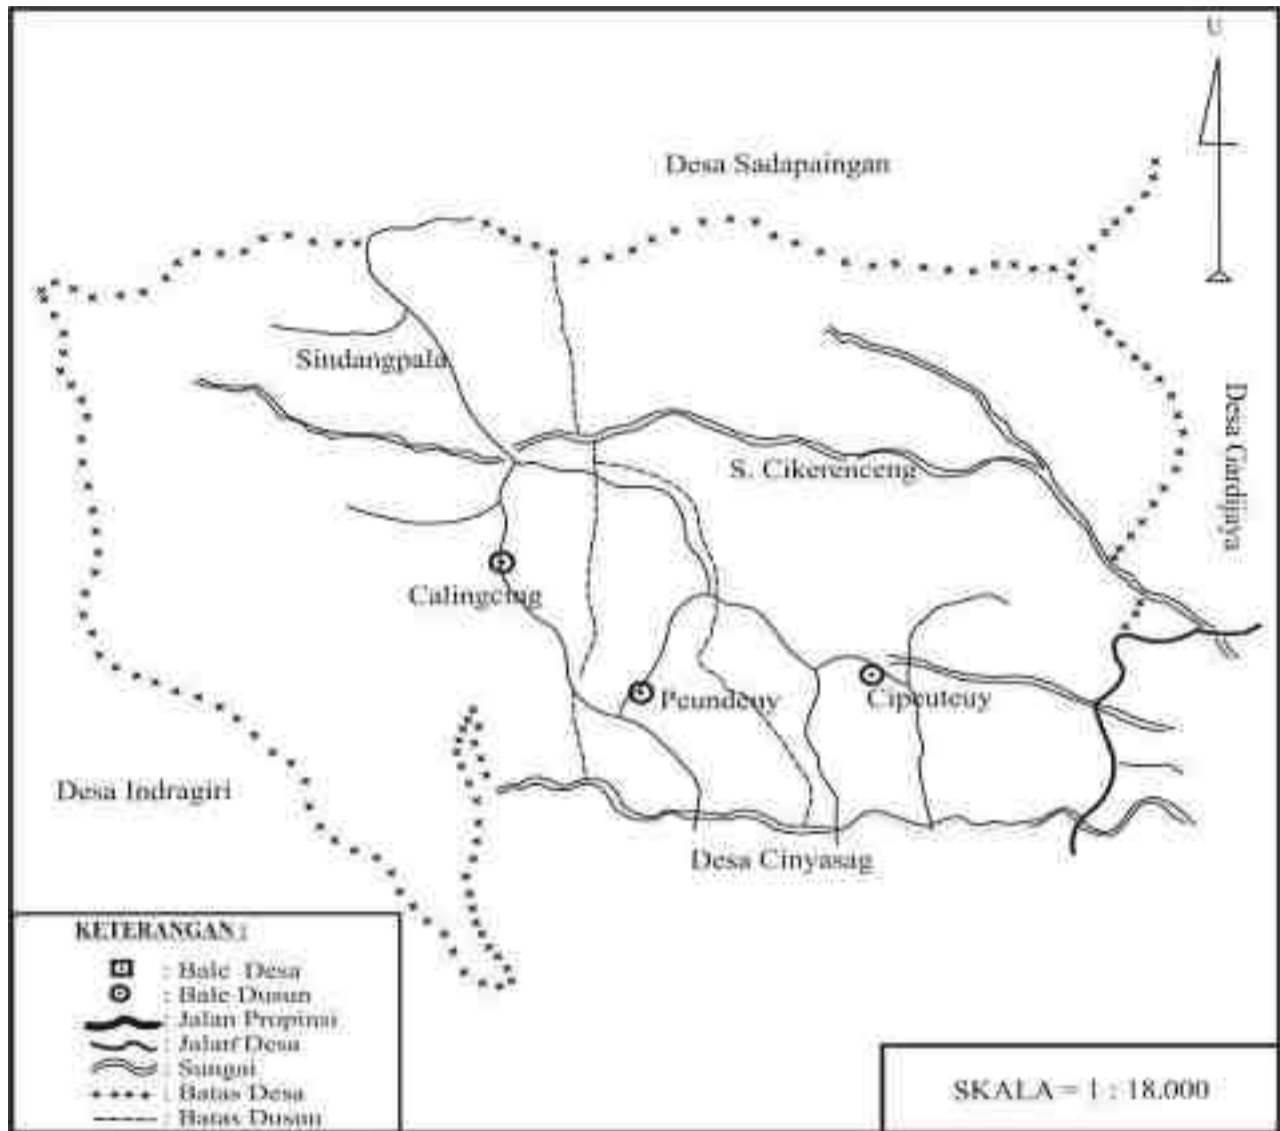 U
Desa Sadapaingan
Sindangpala
Desa Gardijaya
S. Cikerenceng
Calingcing
Peundeuy
Cipeuteuy
Desa Indragiri
Desa Cinyasag
KETERANGAN :
: Bale Desa
: Bale Dusun
: Jalan Propinsi
: Jalan Desa
: Sungai
: Batas Desa
: Batas Dusun
SKALA = 1 : 18.000